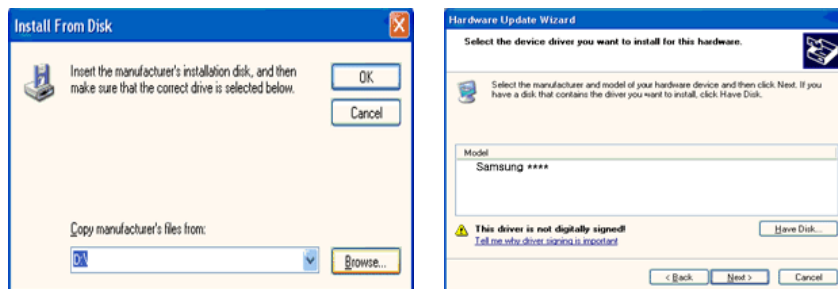 Install From Disk
Insert the manufacturer's installation disk, and then
make sure that the correct drive is selected below.
OK
Cancel
Copy manufacturer's files from:
D:\
Browse...
Hardware Update Wizard
Select the device driver you want to install for this hardware.
Select the manufacturer and model of your hardware device and then click Next. If you
have a disk that contains the driver you want to install, click Have Disk.
Model
Samsung ****
This driver is not digitally signed!
Tell me why driver signing is important
Have Disk...
< Back
Next >
Cancel